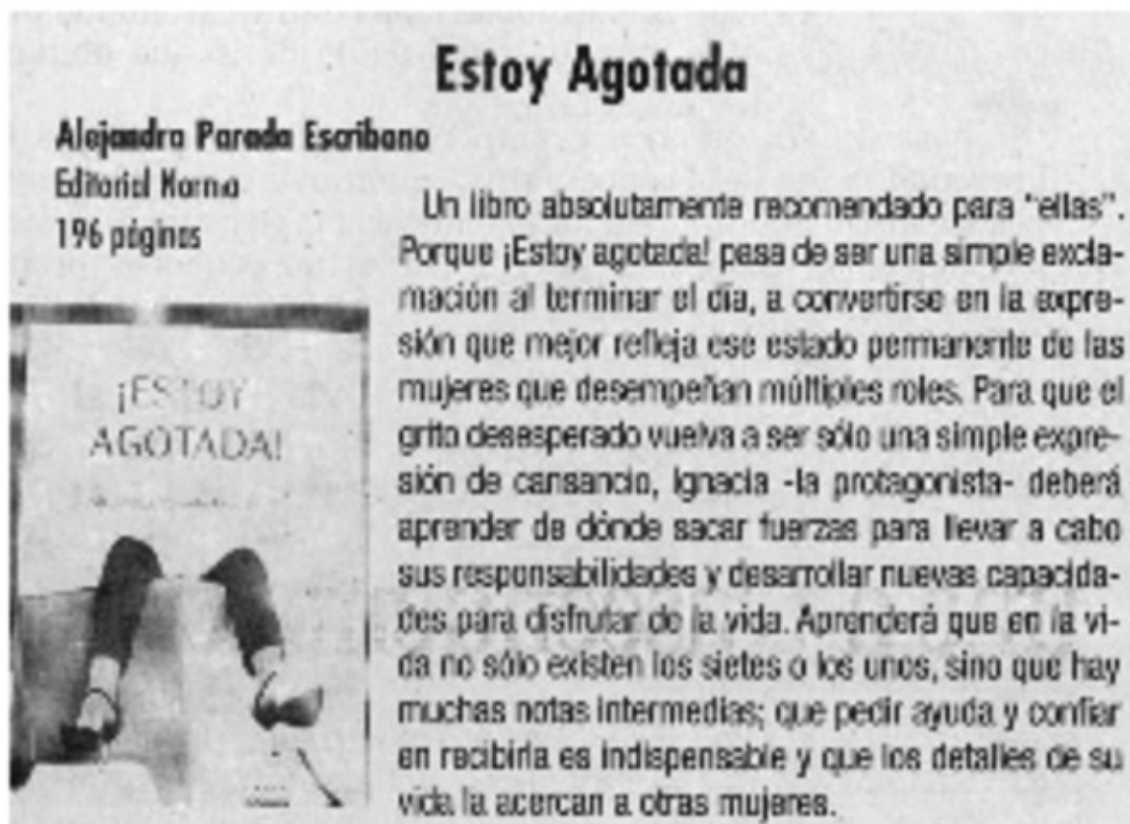 Estoy Agotada
Alejandra Parada Escribano
Editorial Norma
196 páginas
Un libro absolutamente recomendado para "ellas".
Porque ¡Estoy agotada! pasa de ser una simple excla-
mación al terminar el día, a convertirse en la expre-
sión que mejor refleja ese estado permanente de las
mujeres que desempeñan múltiples roles. Para que el
grito desesperado vuelva a ser sólo una simple expre-
sión de cansancio, Ignacia -la protagonista- deberá
aprender de dónde sacar fuerzas para llevar a cabo
sus responsabilidades y desarrollar nuevas capacida-
des para disfrutar de la vida. Aprenderá que en la vi-
da no sólo existen los sietes o los unos, sino que hay
muchas notas intermedias; que pedir ayuda y confiar
en recibirla es indispensable y que los detalles de su
vida la acercan a otras mujeres.
¡ESTOY
AGOTADA!